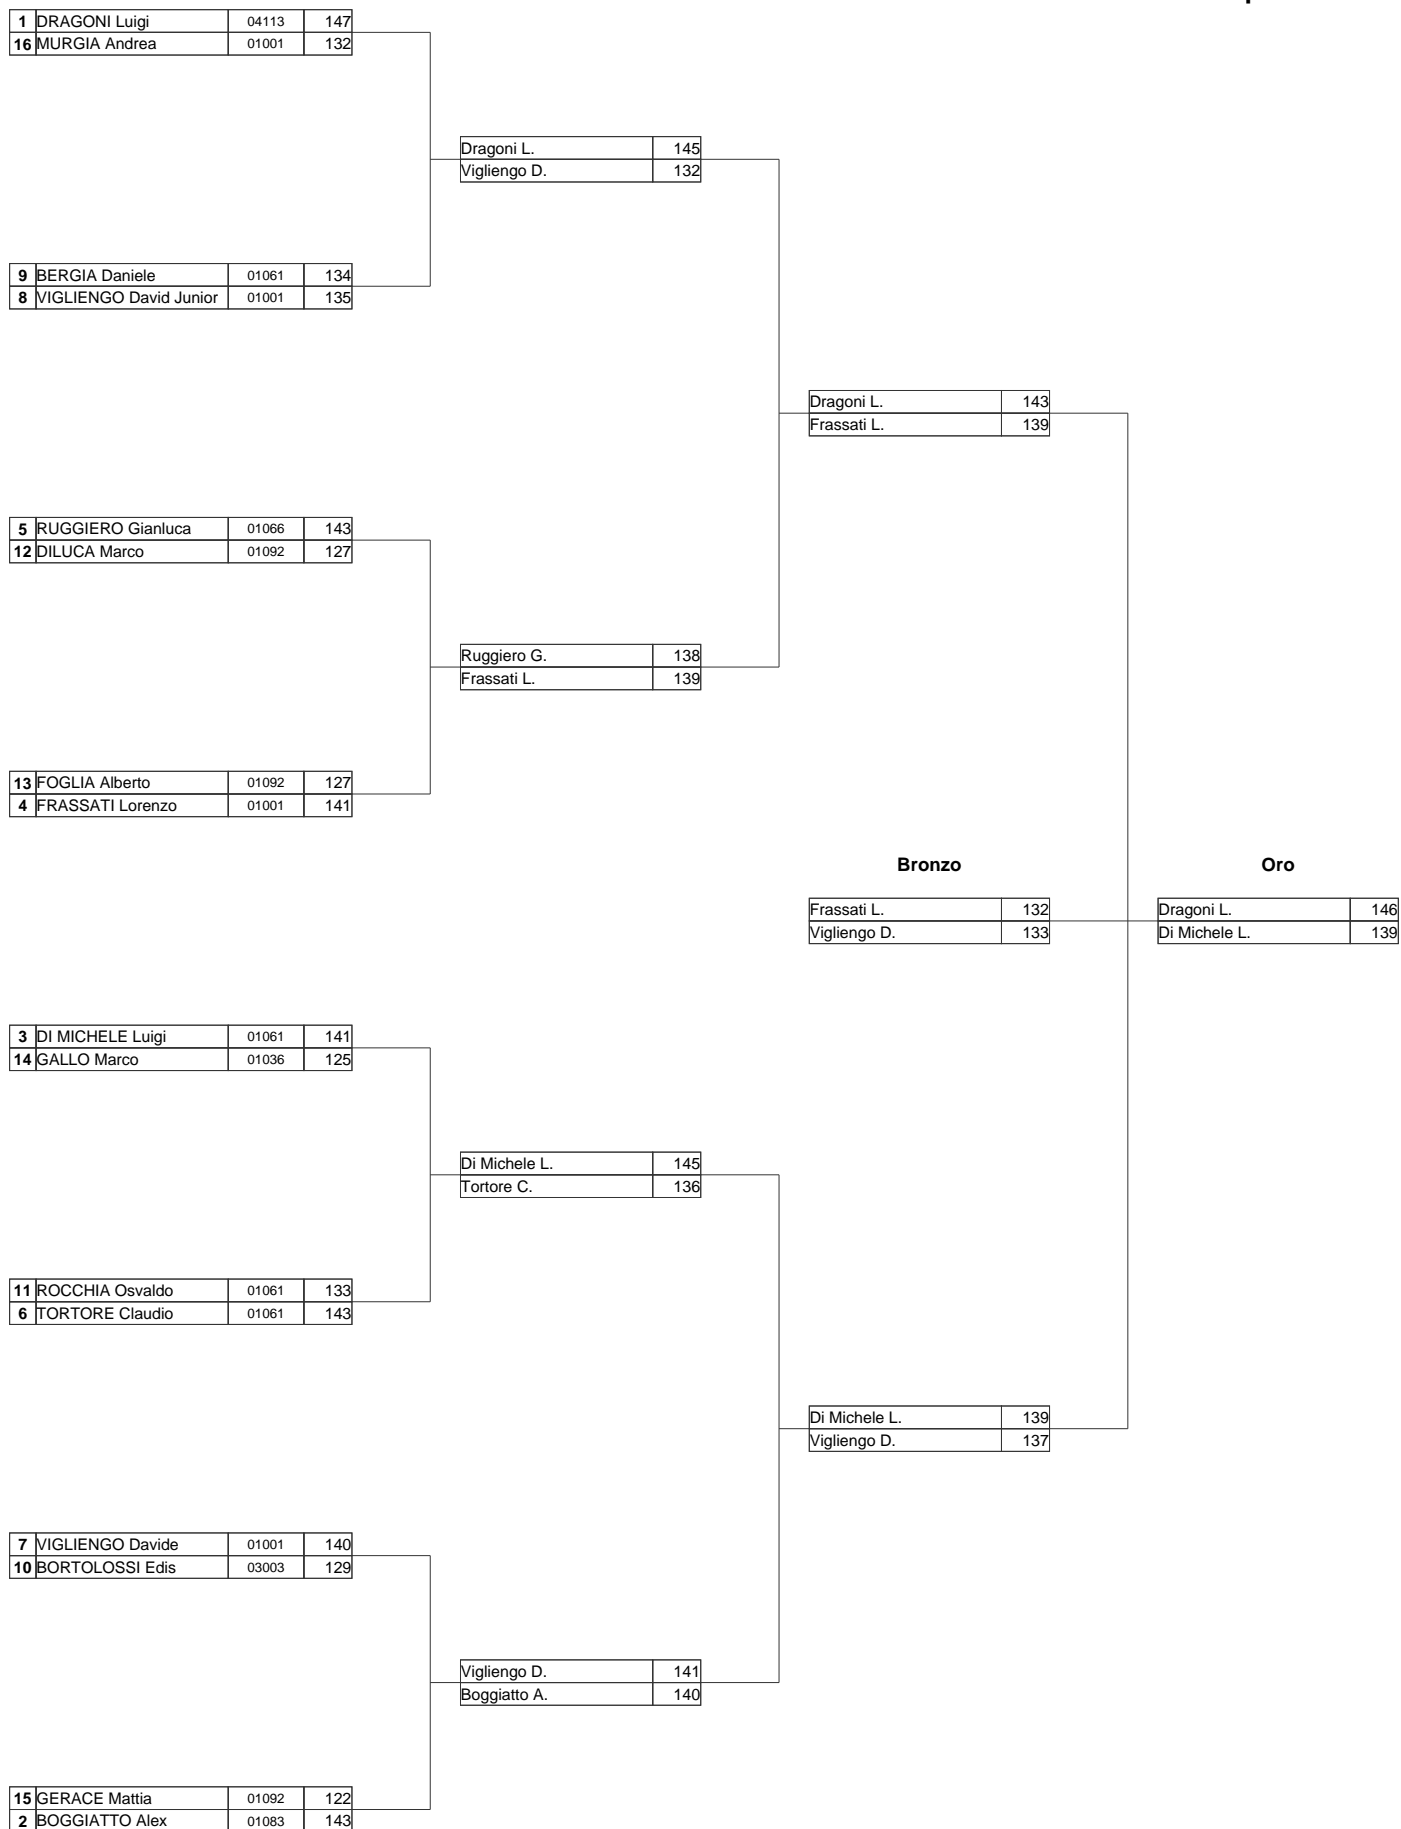 1 DRAGONI Luigi 04113 147
16 MURGIA Andrea 01001 132
Dragoni L. 145
Vigliengo D. 132
9 BERGIA Daniele 01061 134
8 VIGLIENGO David Junior 01001 135
Dragoni L. 143
Frassati L. 139
5 RUGGIERO Gianluca 01066 143
12 DILUCA Marco 01092 127
Ruggiero G. 138
Frassati L. 139
13 FOGLIA Alberto 01092 127
4 FRASSATI Lorenzo 01001 141
Bronzo Oro
Frassati L. 132 Dragoni L. 146
Vigliengo D. 133 Di Michele L. 139
3 DI MICHELE Luigi 01061 141
14 GALLO Marco 01036 125
Di Michele L. 145
Tortore C. 136
11 ROCCHIA Osvaldo 01061 133
6 TORTORE Claudio 01061 143
Di Michele L. 139
Vigliengo D. 137
7 VIGLIENGO Davide 01001 140
10 BORTOLOSSI Edis 03003 129
Vigliengo D. 141
Boggiatto A. 140
15 GERACE Mattia 01092 122
2 BOGGIATTO Alex 01083 143